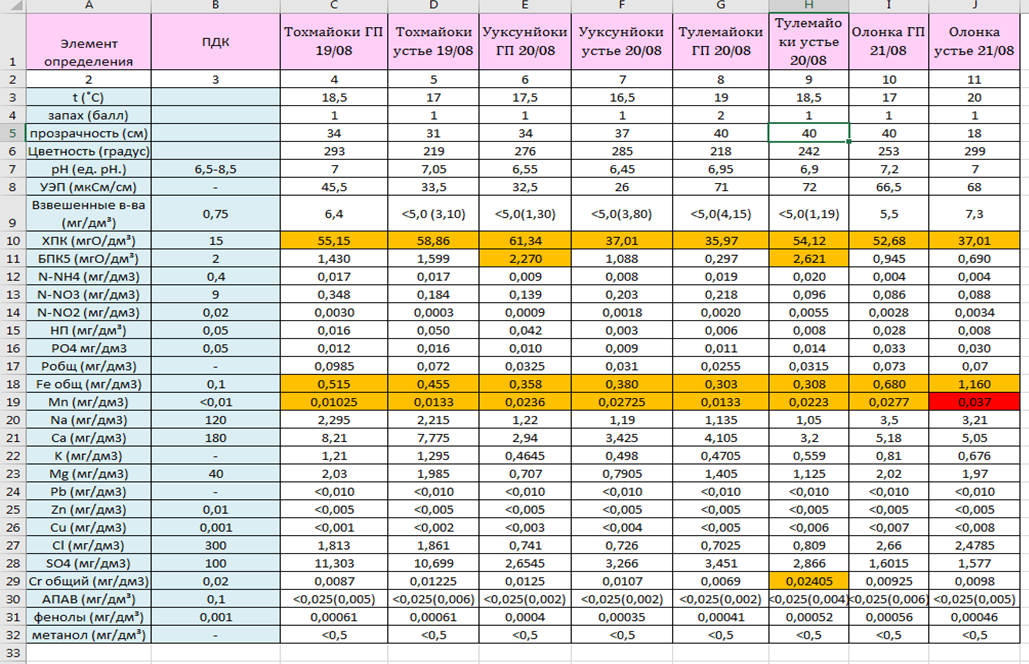 A B C D E F G H I J
1 Элемент определения ПДК Тохмайоки ГП 19/08 Тохмайоки устье 19/08 Ууксунйоки ГП 20/08 Ууксунйоки устье 20/08 Тулемайоки ГП 20/08 Тулемайо ки устье 20/08 Олонка ГП 21/08 Олонка устье 21/08
2 2 3 4 5 6 7 8 9 10 11
3 t (˚C) 18,5 17 17,5 16,5 19 18,5 17 20
4 запах (балл) 1 1 1 1 2 1 1 1
5 прозрачность (см) 34 31 34 37 40 40 40 18
6 Цветность (градус) 293 219 276 285 218 242 253 299
7 pH (ед. pH.) 6,5-8,5 7 7,05 6,55 6,45 6,95 6,9 7,2 7
8 УЭП (мкСм/см) - 45,5 33,5 32,5 26 71 72 66,5 68
9 Взвешенные в-ва (мг/дм³) 0,75 6,4 <5,0 (3,10) <5,0(1,30) <5,0(3,80) <5,0(4,15) <5,0(1,19) 5,5 7,3
10 ХПК (мгО/дм³) 15 55,15 58,86 61,34 37,01 35,97 54,12 52,68 37,01
11 БПК5 (мгО/дм³) 2 1,430 1,599 2,270 1,088 0,297 2,621 0,945 0,690
12 N-NH4 (мг/дм3) 0,4 0,017 0,017 0,009 0,008 0,019 0,020 0,004 0,004
13 N-NO3 (мг/дм3) 9 0,348 0,184 0,139 0,203 0,218 0,096 0,086 0,088
14 N-NO2 (мг/дм3) 0,02 0,0030 0,0003 0,0009 0,0018 0,0020 0,0055 0,0028 0,0034
15 НП (мг/дм³) 0,05 0,016 0,050 0,042 0,003 0,006 0,008 0,028 0,008
16 PO4 мг/дм3 0,05 0,012 0,016 0,010 0,009 0,011 0,014 0,033 0,030
17 Робщ (мг/дм3) - 0,0985 0,072 0,0325 0,031 0,0255 0,0315 0,073 0,07
18 Fe общ (мг/дм3) 0,1 0,515 0,455 0,358 0,380 0,303 0,308 0,680 1,160
19 Mn (мг/дм3) <0,01 0,01025 0,0133 0,0236 0,02725 0,0133 0,0223 0,0277 0,037
20 Na (мг/дм3) 120 2,295 2,215 1,22 1,19 1,135 1,05 3,5 3,21
21 Ca (мг/дм3) 180 8,21 7,775 2,94 3,425 4,105 3,2 5,18 5,05
22 K (мг/дм3) - 1,21 1,295 0,4645 0,498 0,4705 0,559 0,81 0,676
23 Mg (мг/дм3) 40 2,03 1,985 0,707 0,7905 1,405 1,125 2,02 1,97
24 Pb (мг/дм3) - <0,010 <0,010 <0,010 <0,010 <0,010 <0,010 <0,010 <0,010
25 Zn (мг/дм3) 0,01 <0,005 <0,005 <0,005 <0,005 <0,005 <0,005 <0,005 <0,005
26 Cu (мг/дм3) 0,001 <0,001 <0,002 <0,003 <0,004 <0,005 <0,006 <0,007 <0,008
27 Cl (мг/дм3) 300 1,813 1,861 0,741 0,726 0,7025 0,809 2,66 2,4785
28 SO4 (мг/дм3) 100 11,303 10,699 2,6545 3,266 3,451 2,866 1,6015 1,577
29 Cr общий (мг/дм3) 0,02 0,0087 0,01225 0,0125 0,0107 0,0069 0,02405 0,00925 0,0098
30 АПАВ (мг/дм³) 0,1 <0,025(0,005) <0,025(0,006) <0,025(0,002) <0,025(0,002) <0,025(0,002) <0,025(0,004) <0,025(0,006) <0,025(0,005)
31 фенолы (мг/дм³) 0,001 0,00061 0,00061 0,0004 0,00035 0,00041 0,00052 0,00056 0,00046
32 метанол (мг/дм³) - <0,5 <0,5 <0,5 <0,5 <0,5 <0,5 <0,5 <0,5
33